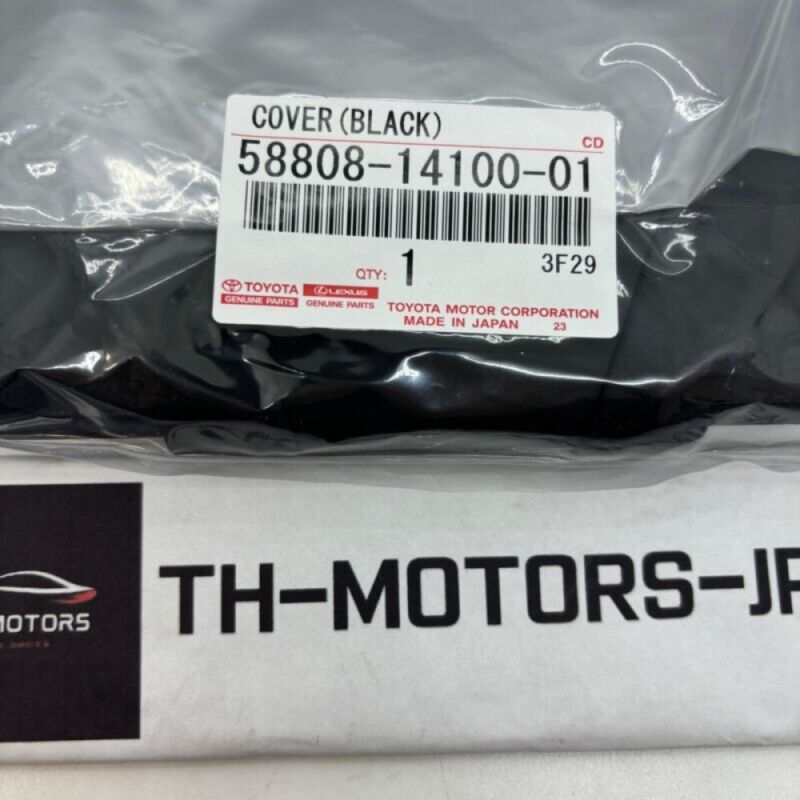 COVER(BLACK)
CD
58808-14100-01
QTY: 1 3F29
TOYOTA LEXUS
GENUINE PARTS GENUINE PARTS
TOYOTA MOTOR CORPORATION
MADE IN JAPAN 23
TH-MOTORS-JP
MOTORS